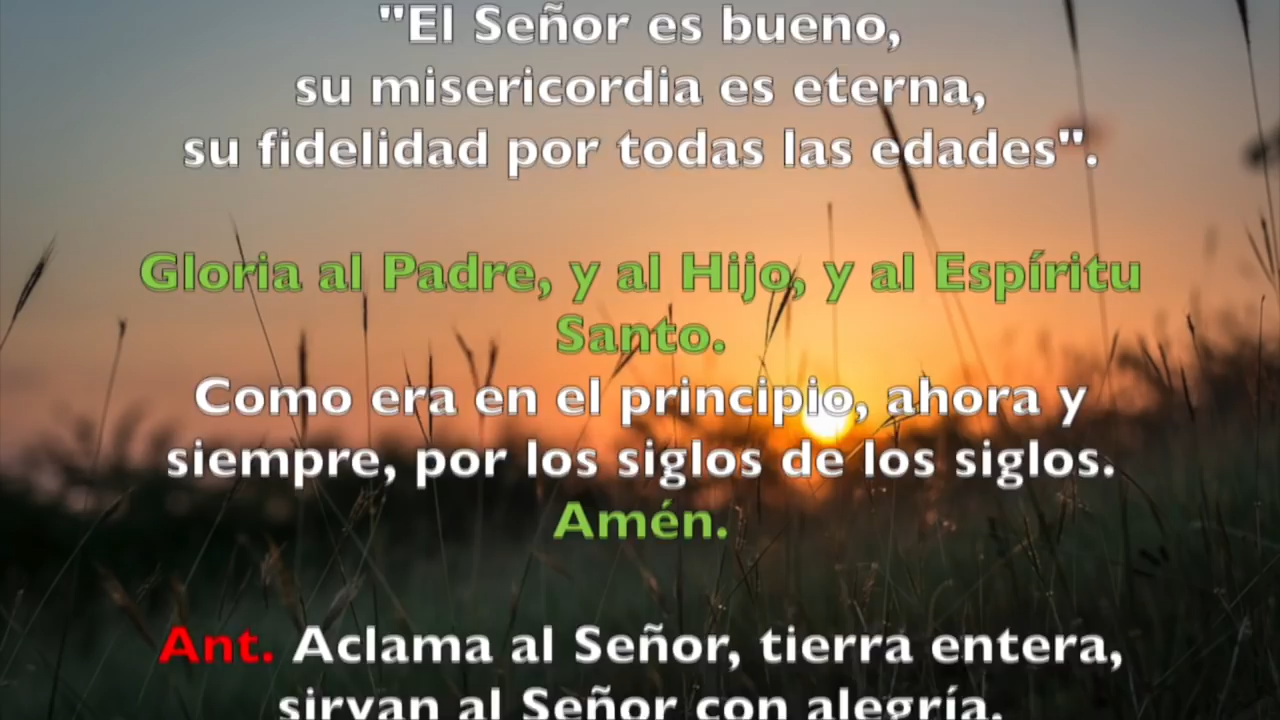 "El Señor es bueno,
su misericordia es eterna,
su fidelidad por todas las edades".
Gloria al Padre, y al Hijo, y al Espíritu
Santo.
Como era en el principio, ahora y
siempre, por los siglos de los siglos.
Amén.
Ant. Aclama al Señor, tierra entera,
sirvan al Señor con alegría.